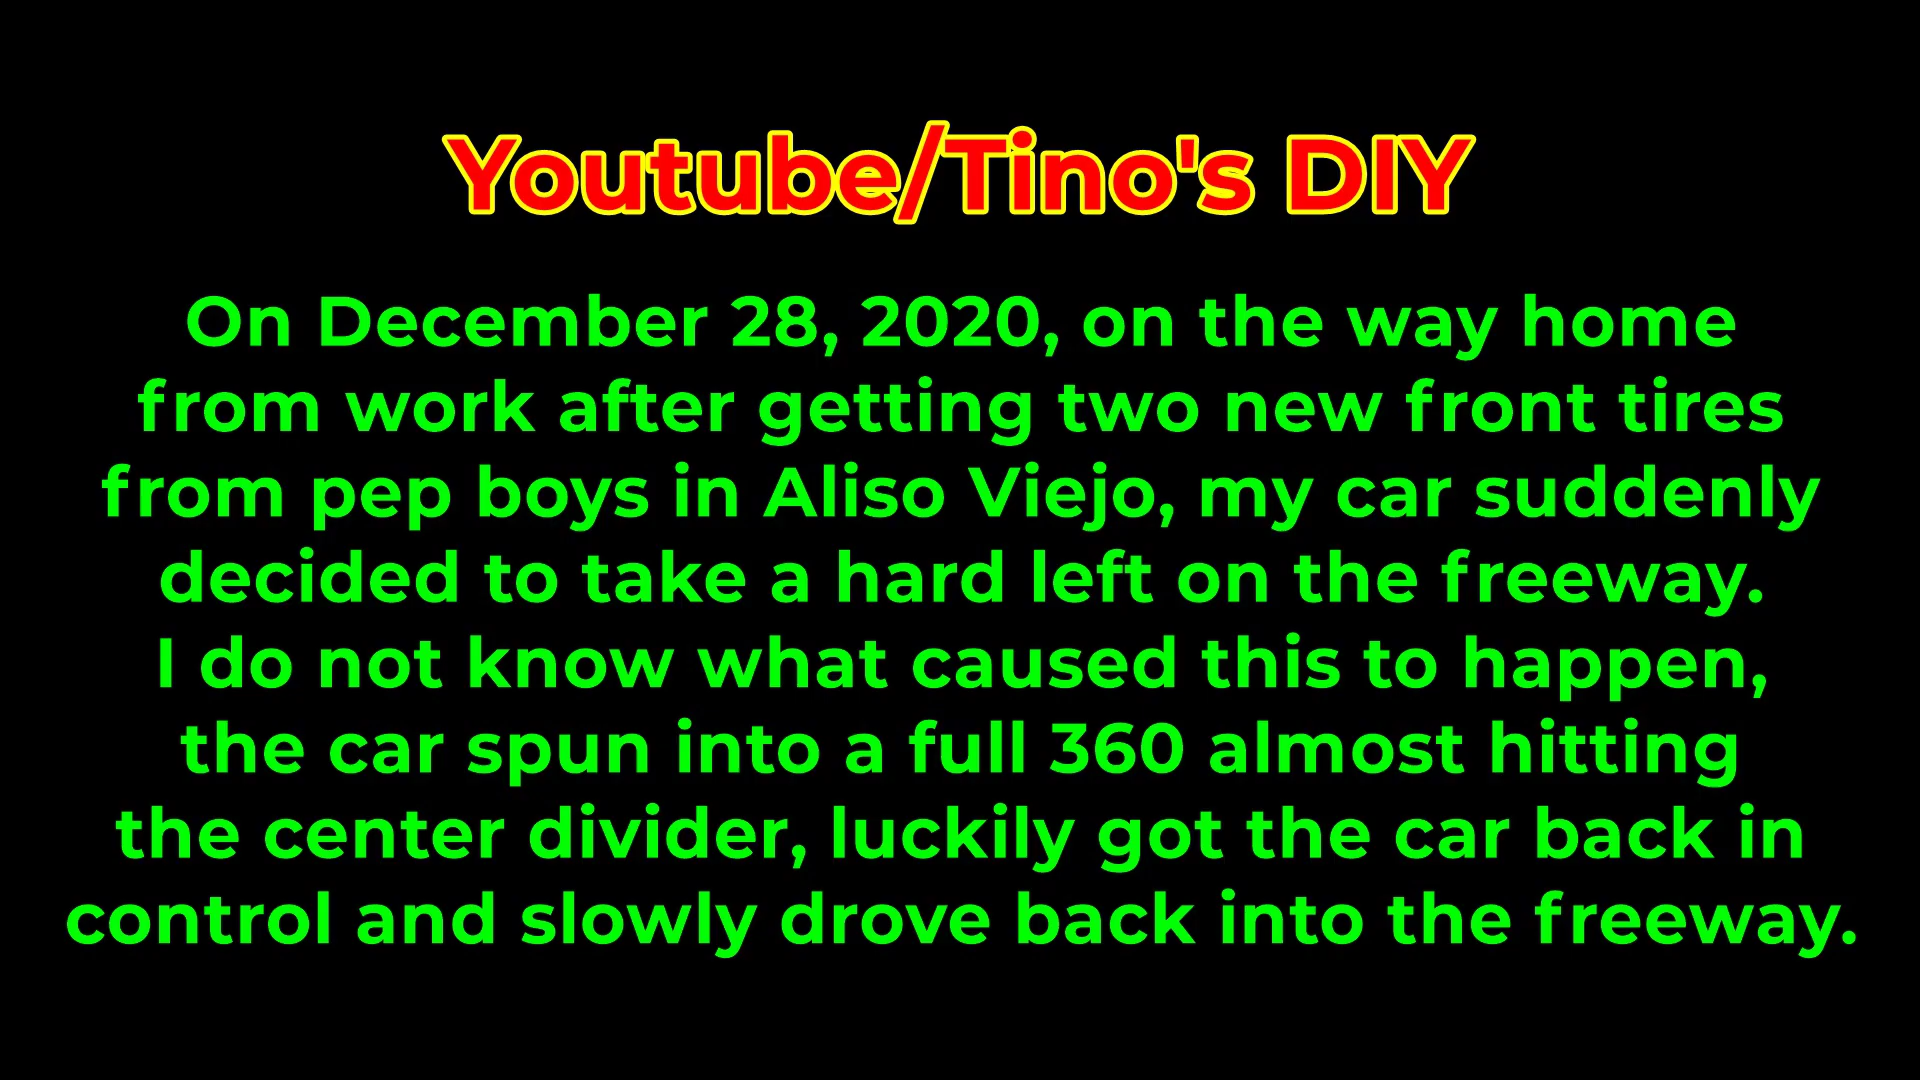 Youtube/Tino's DIY
On December 28, 2020, on the way home
from work after getting two new front tires
from pep boys in Aliso Viejo, my car suddenly
decided to take a hard left on the freeway.
I do not know what caused this to happen,
the car spun into a full 360 almost hitting
the center divider, luckily got the car back in
control and slowly drove back into the freeway.